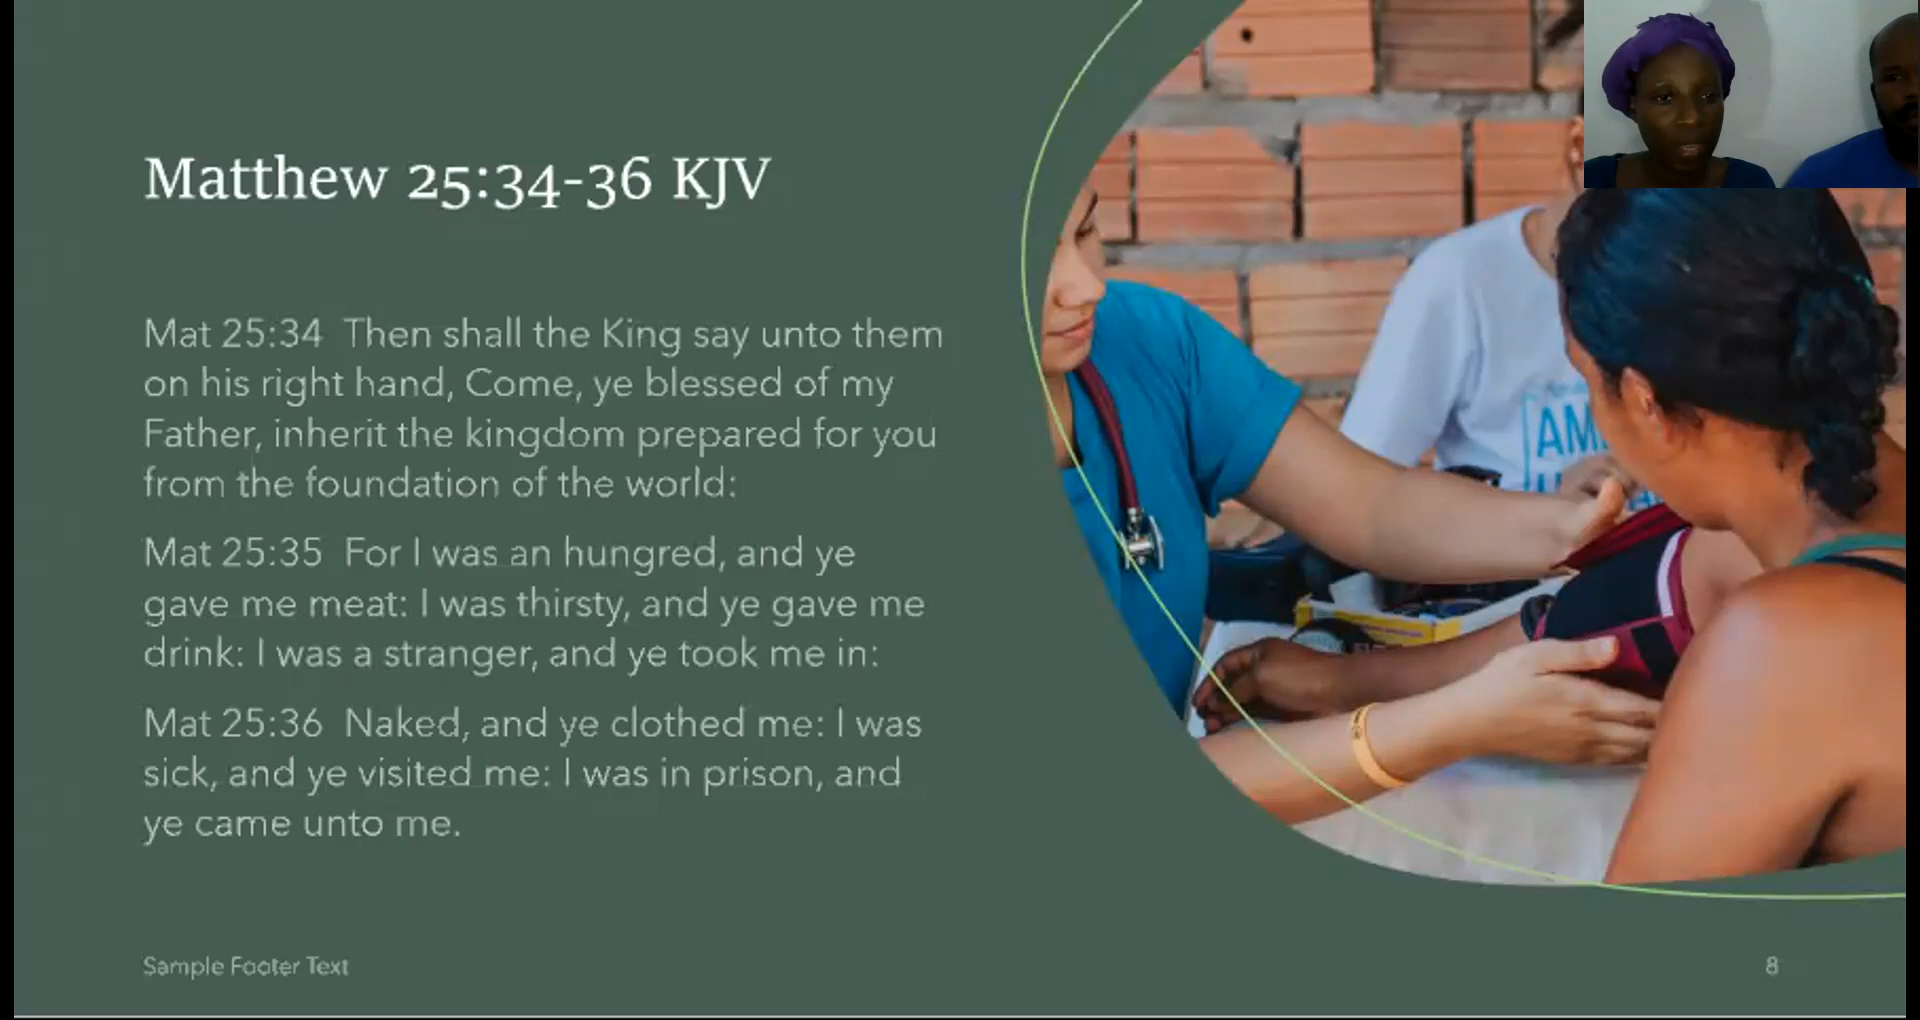 Matthew 25:34-36 KJV
Mat 25:34  Then shall the King say unto them
on his right hand, Come, ye blessed of my
Father, inherit the kingdom prepared for you
from the foundation of the world:
Mat 25:35  For I was an hungred, and ye
gave me meat: I was thirsty, and ye gave me
drink: I was a stranger, and ye took me in:
Mat 25:36  Naked, and ye clothed me: I was
sick, and ye visited me: I was in prison, and
ye came unto me.
Sample Footer Text
8